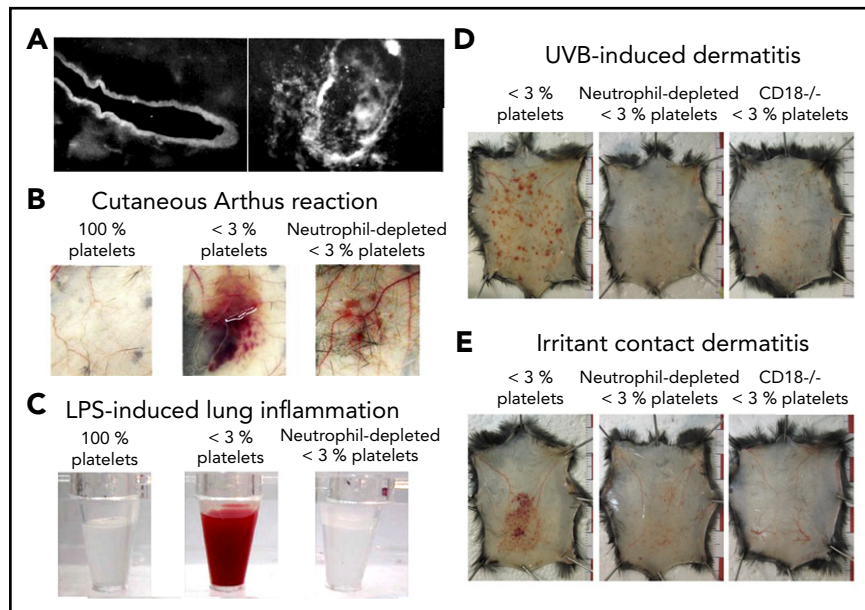 A
B
Cutaneous Arthus reaction
100 %
platelets
< 3 %
platelets
Neutrophil-depleted
< 3 % platelets
C
LPS-induced lung inflammation
100 %
platelets
< 3 %
platelets
Neutrophil-depleted
< 3 % platelets
D
UVB-induced dermatitis
< 3 %
platelets
Neutrophil-depleted
< 3 % platelets
CD18-/-
< 3 % platelets
E
Irritant contact dermatitis
< 3 %
platelets
Neutrophil-depleted
< 3 % platelets
CD18-/-
< 3 % platelets